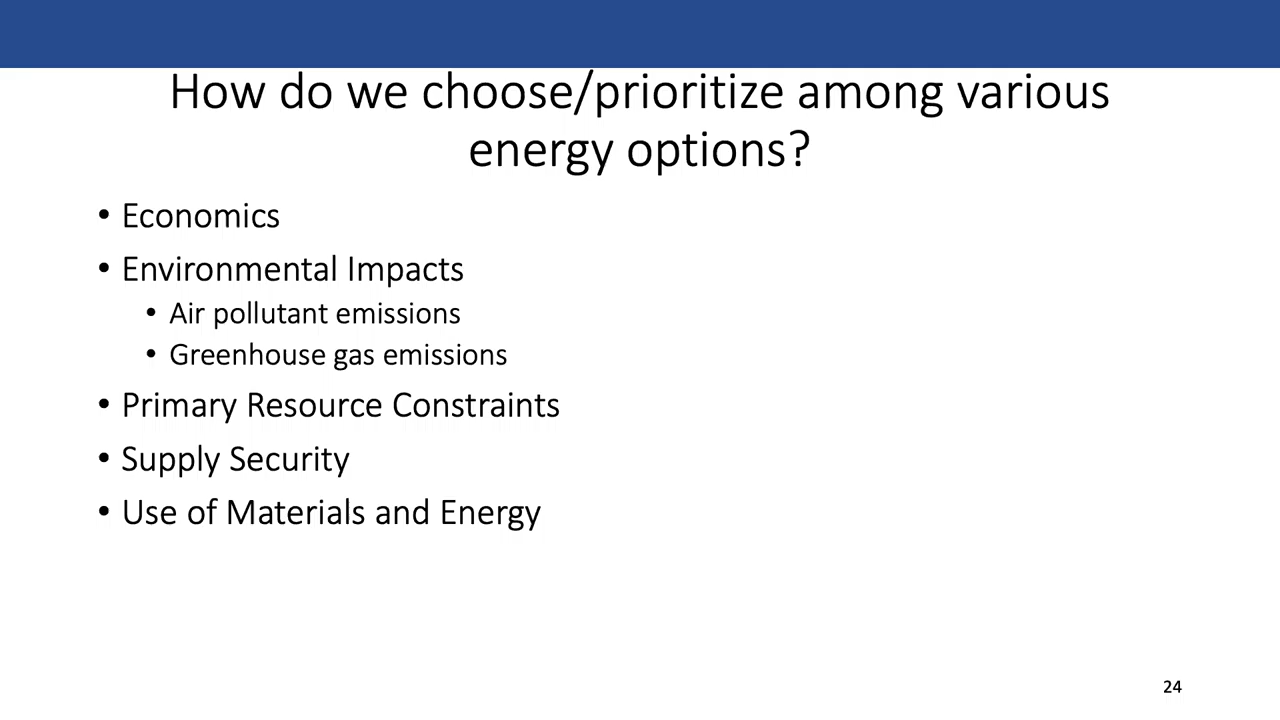 How do we choose/prioritize among various
energy options?
• Economics
• Environmental Impacts
• Air pollutant emissions
• Greenhouse gas emissions
• Primary Resource Constraints
• Supply Security
• Use of Materials and Energy
24